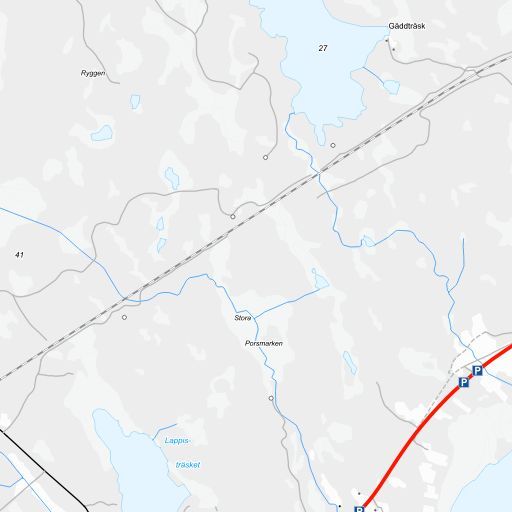 Gäddträsk
27
Ryggen
41
Stora
Porsmarken
P
P
Lappis-
träsket
P